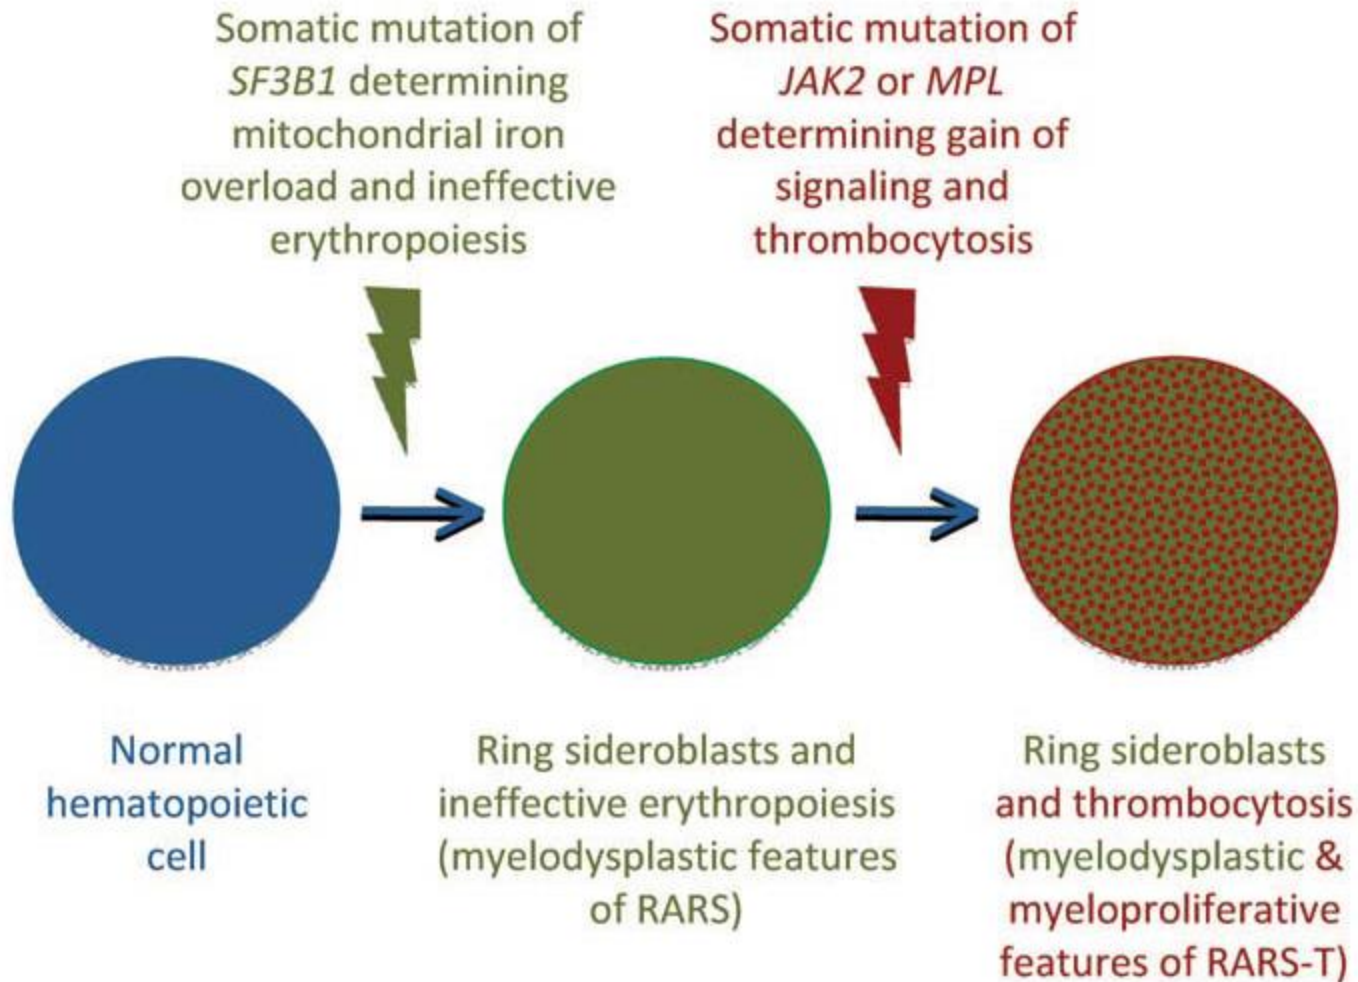 Somatic mutation of
SF3B1 determining
mitochondrial iron
overload and ineffective
erythropoiesis
Somatic mutation of
JAK2 or MPL
determining gain of
signaling and
thrombocytosis
Normal
hematopoietic
cell
Ring sideroblasts and
ineffective erythropoiesis
(myelodysplastic features
of RARS)
Ring sideroblasts
and thrombocytosis
(myelodysplastic &
myeloproliferative
features of RARS-T)